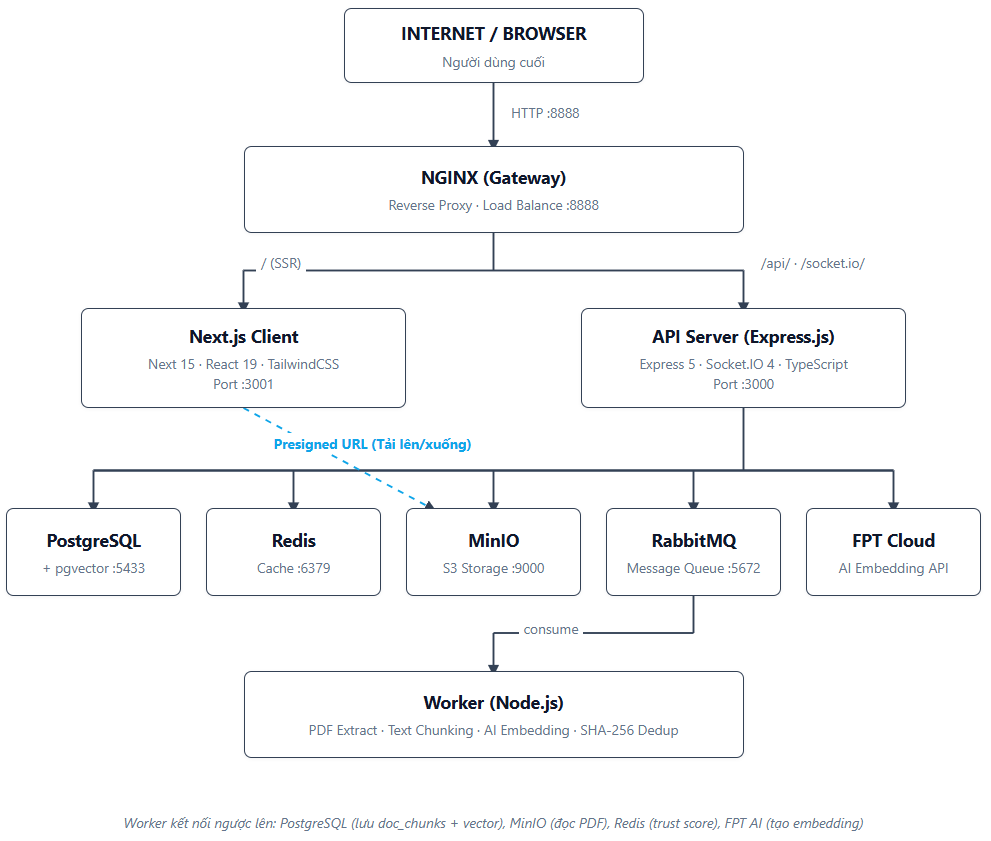 INTERNET / BROWSER
Người dùng cuối
HTTP :8888
NGINX (Gateway)
Reverse Proxy · Load Balance :8888
/ (SSR)
/api/ · /socket.io/
Next.js Client
Next 15 · React 19 · TailwindCSS
Port :3001
API Server (Express.js)
Express 5 · Socket.IO 4 · TypeScript
Port :3000
Presigned URL (Tải lên/xuống)
PostgreSQL
+ pgvector :5433
Redis
Cache :6379
MinIO
S3 Storage :9000
RabbitMQ
Message Queue :5672
FPT Cloud
AI Embedding API
consume
Worker (Node.js)
PDF Extract · Text Chunking · AI Embedding · SHA-256 Dedup
Worker kết nối ngược lên: PostgreSQL (lưu doc_chunks + vector), MinIO (đọc PDF), Redis (trust score), FPT AI (tạo embedding)